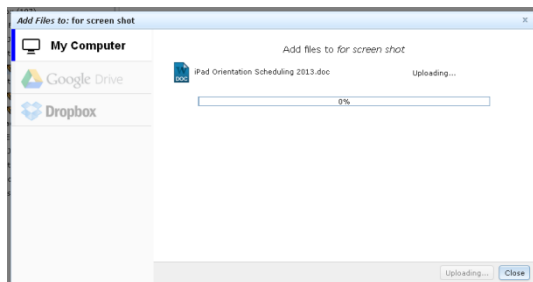 Add Files to: for screen shot
x
My Computer
Google Drive
Dropbox
Add files to for screen shot
DOC
iPad Orientation Scheduling 2013.doc Uploading...
0%
Uploading... Close